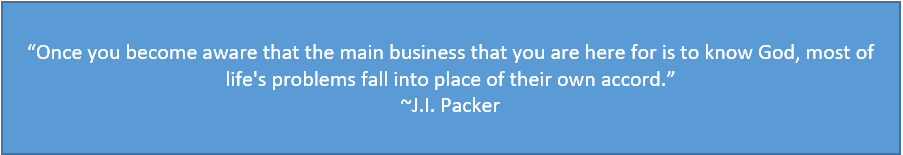 “Once you become aware that the main business that you are here for is to know God, most of
life's problems fall into place of their own accord.”
~J.I. Packer